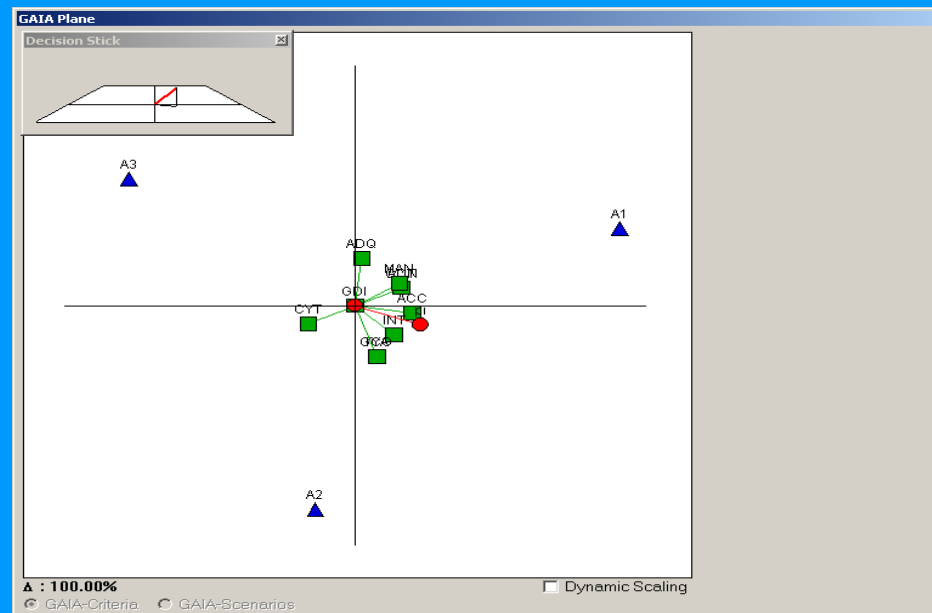 GAIA Plane
Decision Stick
A3
A1
ADQ
MAN
GDI
ACC
CYT
INT
A2
Δ : 100.00%
Dynamic Scaling
GAIA-Criteria
GAIA-Scenarios